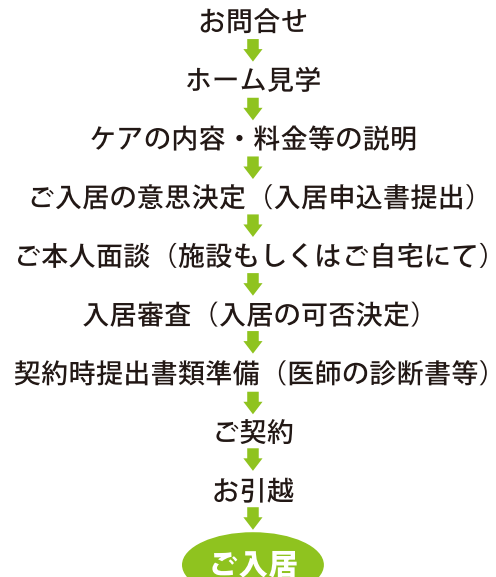 お問合せ
ホーム見学
ケアの内容・料金等の説明
ご入居の意思決定（入居申込書提出）
ご本人面談（施設もしくはご自宅にて）
入居審査（入居の可否決定）
契約時提出書類準備（医師の診断書等）
ご契約
お引越
ご入居